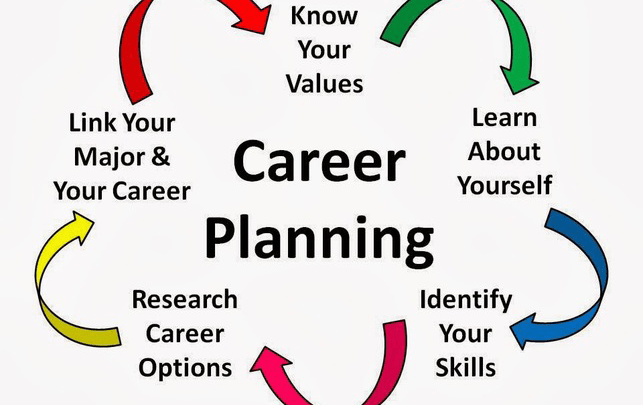 Know
Your
Values
Learn
About
Yourself
Identify
Your
Skills
Research
Career
Options
Link Your
Major &
Your Career
Career
Planning